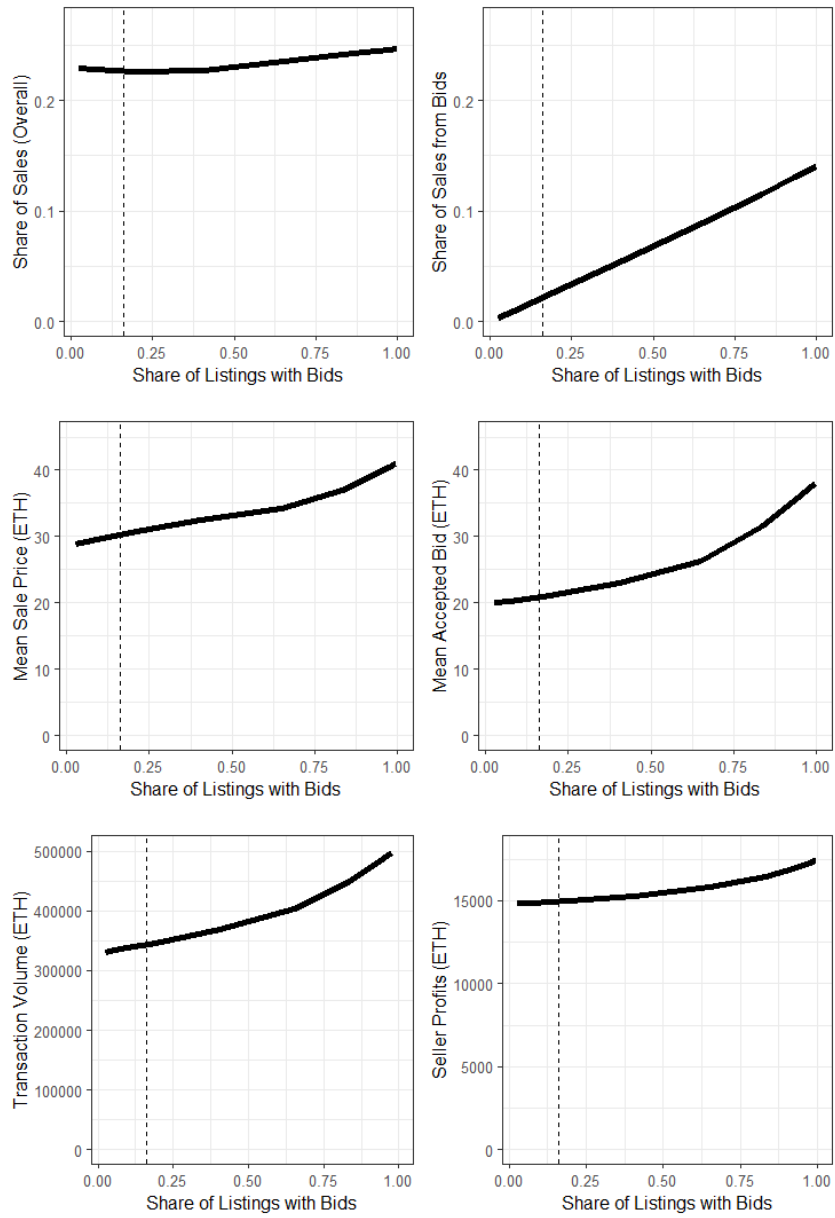 Share of Sales (Overall)
0.2
0.1
0.0
0.00 0.25 0.50 0.75 1.00
Share of Listings with Bids
Share of Sales from Bids
0.2
0.1
0.0
0.00 0.25 0.50 0.75 1.00
Share of Listings with Bids
Mean Sale Price (ETH)
40
30
20
10
0
0.00 0.25 0.50 0.75 1.00
Share of Listings with Bids
Mean Accepted Bid (ETH)
40
30
20
10
0
0.00 0.25 0.50 0.75 1.00
Share of Listings with Bids
Transaction Volume (ETH)
500000
400000
300000
200000
100000
0
0.00 0.25 0.50 0.75 1.00
Share of Listings with Bids
Seller Profits (ETH)
15000
10000
5000
0
0.00 0.25 0.50 0.75 1.00
Share of Listings with Bids